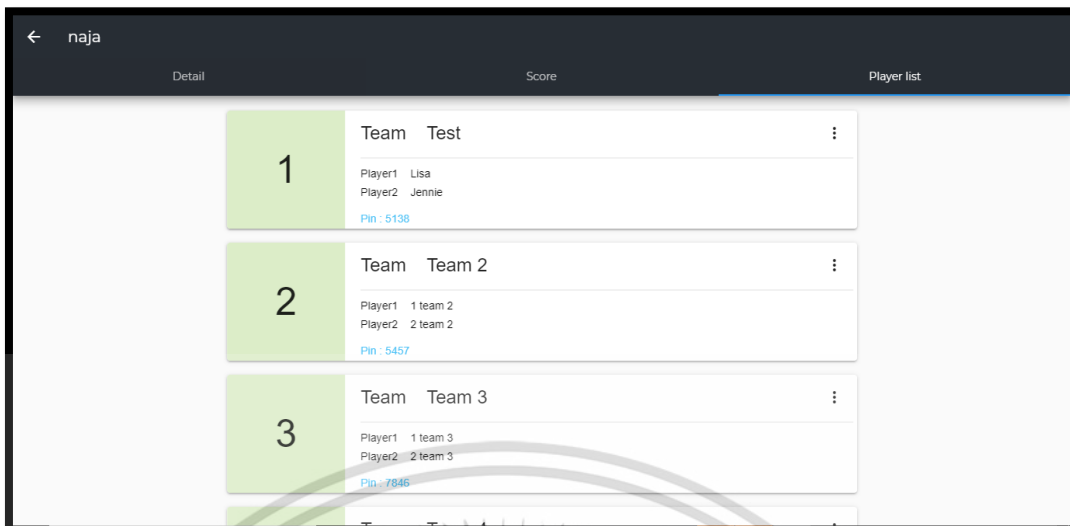 naja
Detail Score Player list
1
Team Test
Player1 Lisa
Player2 Jennie
Pin : 5138
2
Team Team 2
Player1 1 team 2
Player2 2 team 2
Pin : 5457
3
Team Team 3
Player1 1 team 3
Player2 2 team 3
Pin : 7846